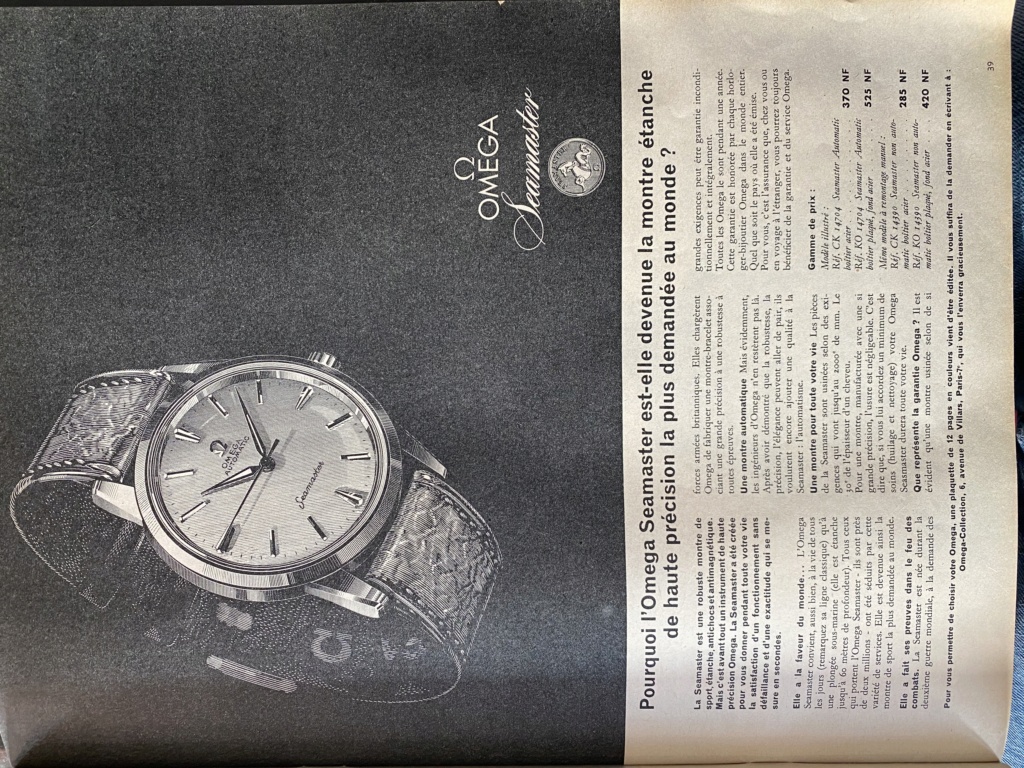 Ω
OMEGA
Seamaster
Ω
OMEGA
AUTOMATIC
Seamaster
Pourquoi l'Omega Seamaster est-elle devenue la montre étanche
de haute précision la plus demandée au monde ?
La Seamaster est une robuste montre de
sport, étanche, antichocs et antimagnétique.
Mais c'est avant tout un instrument de haute
précision Omega. La Seamaster a été créée
pour vous donner pendant toute votre vie
la satisfaction d'un fonctionnement sans
défaillance et d'une exactitude qui se me-
sure en secondes.
Elle a la faveur du monde... L'Omega
Seamaster convient, aussi bien, à la vie de tous
les jours (remarquez sa ligne classique) qu'à
une plongée sous-marine (elle est étanche
jusqu'à 60 mètres de profondeur). Tous ceux
qui portent l'Omega Seamaster - ils sont près
de deux millions - ont été séduits par cette
variété de services. Elle est devenue ainsi la
montre de sport la plus demandée au monde.
Elle a fait ses preuves dans le feu des
combats. La Seamaster est née durant la
deuxième guerre mondiale, à la demande des
forces armées britanniques. Elles chargèrent
Omega de fabriquer une montre-bracelet asso-
ciant une grande précision à une robustesse à
toutes épreuves.
Une montre automatique Mais évidemment,
les ingénieurs d'Omega n'en restèrent pas là.
Après avoir démontré que la robustesse, la
précision, l'élégance peuvent aller de pair, ils
voulurent encore ajouter une qualité à la
Seamaster : l'automatisme.
Une montre pour toute votre vie Les pièces
de la Seamaster sont usinées selon des exi-
gences qui vont jusqu'au 2000e de mm. Le
30e de l'épaisseur d'un cheveu.
Pour une montre, manufacturée avec une si
grande précision, l'usure est négligeable. C'est
dire que, si vous lui accordez un minimum de
soins (huilage et nettoyage) votre Omega
Seasmaster durera toute votre vie.
Que représente la garantie Omega ? Il est
évident qu'une montre usinée selon de si
grandes exigences peut être garantie incondi-
tionnellement et intégralement.
Toutes les Omega le sont pendant une année.
Cette garantie est honorée par chaque horlo-
ger-bijoutier Omega dans le monde entier.
Quel que soit le pays où elle a été émise.
Pour vous, c'est l'assurance que, chez vous ou
en voyage à l'étranger, vous pourrez toujours
bénéficier de la garantie et du service Omega.
Gamme de prix :
Modèle illustré :
Réf. CK 14704 Seamaster Automatic
boîtier acier . . . . . . . . . 370 NF
Réf. KO 14704 Seamaster Automatic
boîtier plaqué, fond acier . . . . 525 NF
Même modèle à remontage manuel :
Réf. CK 14390 Seamaster non auto-
matic boîtier acier . . . . . . 285 NF
Réf. KO 14390 Seamaster non auto-
matic boîtier plaqué, fond acier . . 420 NF
Pour vous permettre de choisir votre Omega, une plaquette de 12 pages en couleurs vient d'être éditée. Il vous suffira de la demander en écrivant à :
Omega-Collection, 6, avenue de Villars, Paris-7e, qui vous l'enverra gracieusement.
39